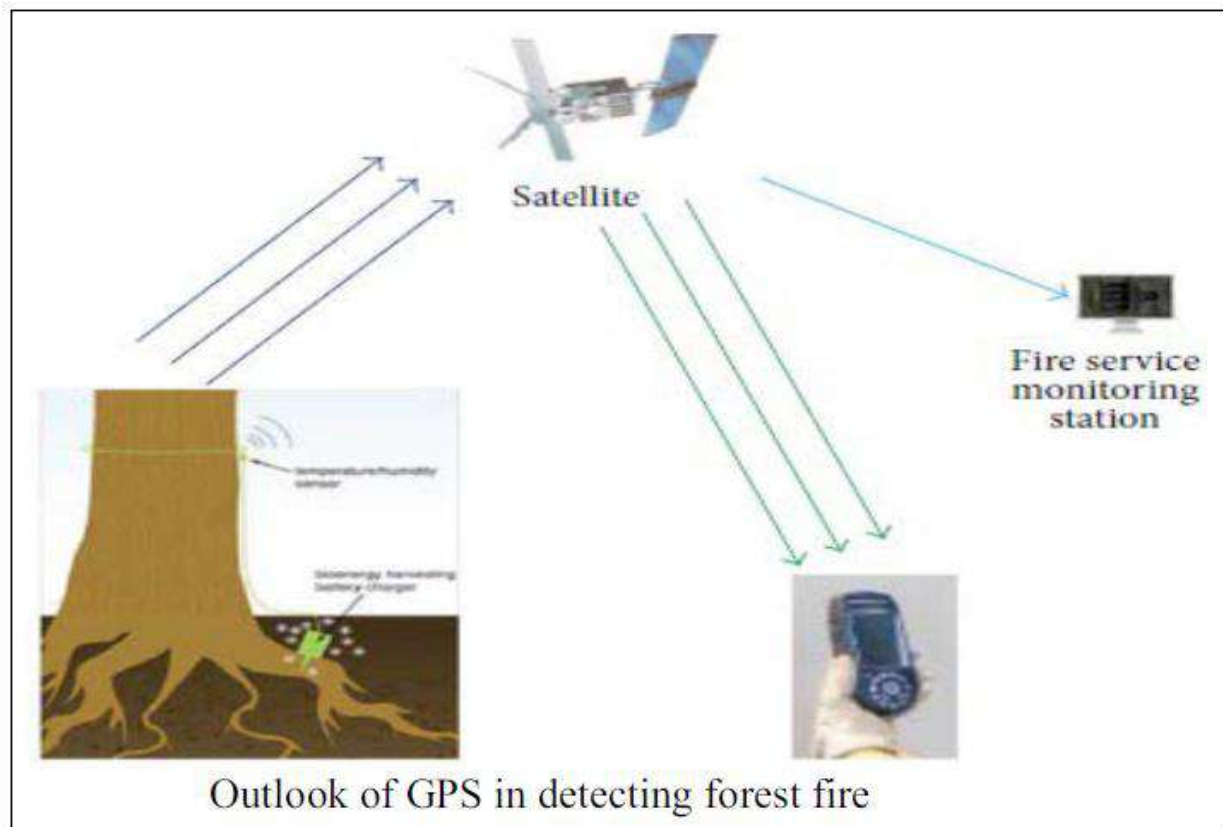 Satellite
Fire service
monitoring
station
temperature/humidity
sensor
bioenergy harvesting
battery charger
Outlook of GPS in detecting forest fire